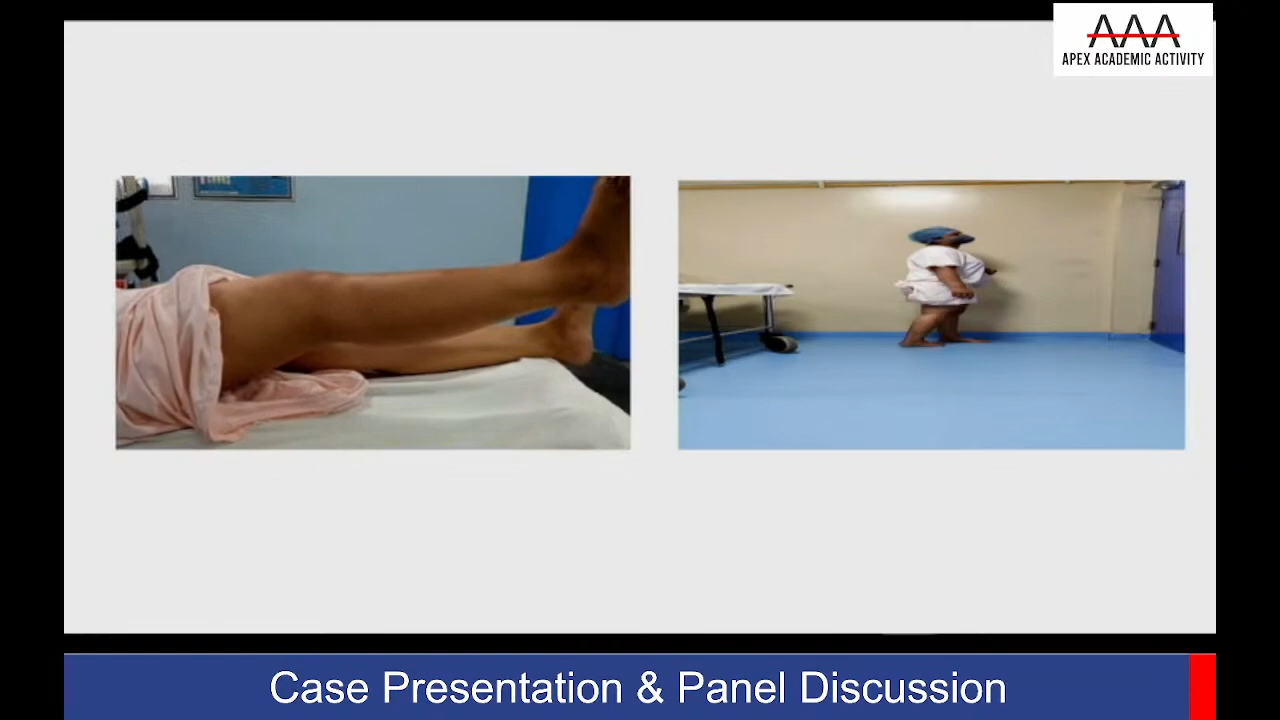 AAA
APEX ACADEMIC ACTIVITY
Case Presentation & Panel Discussion